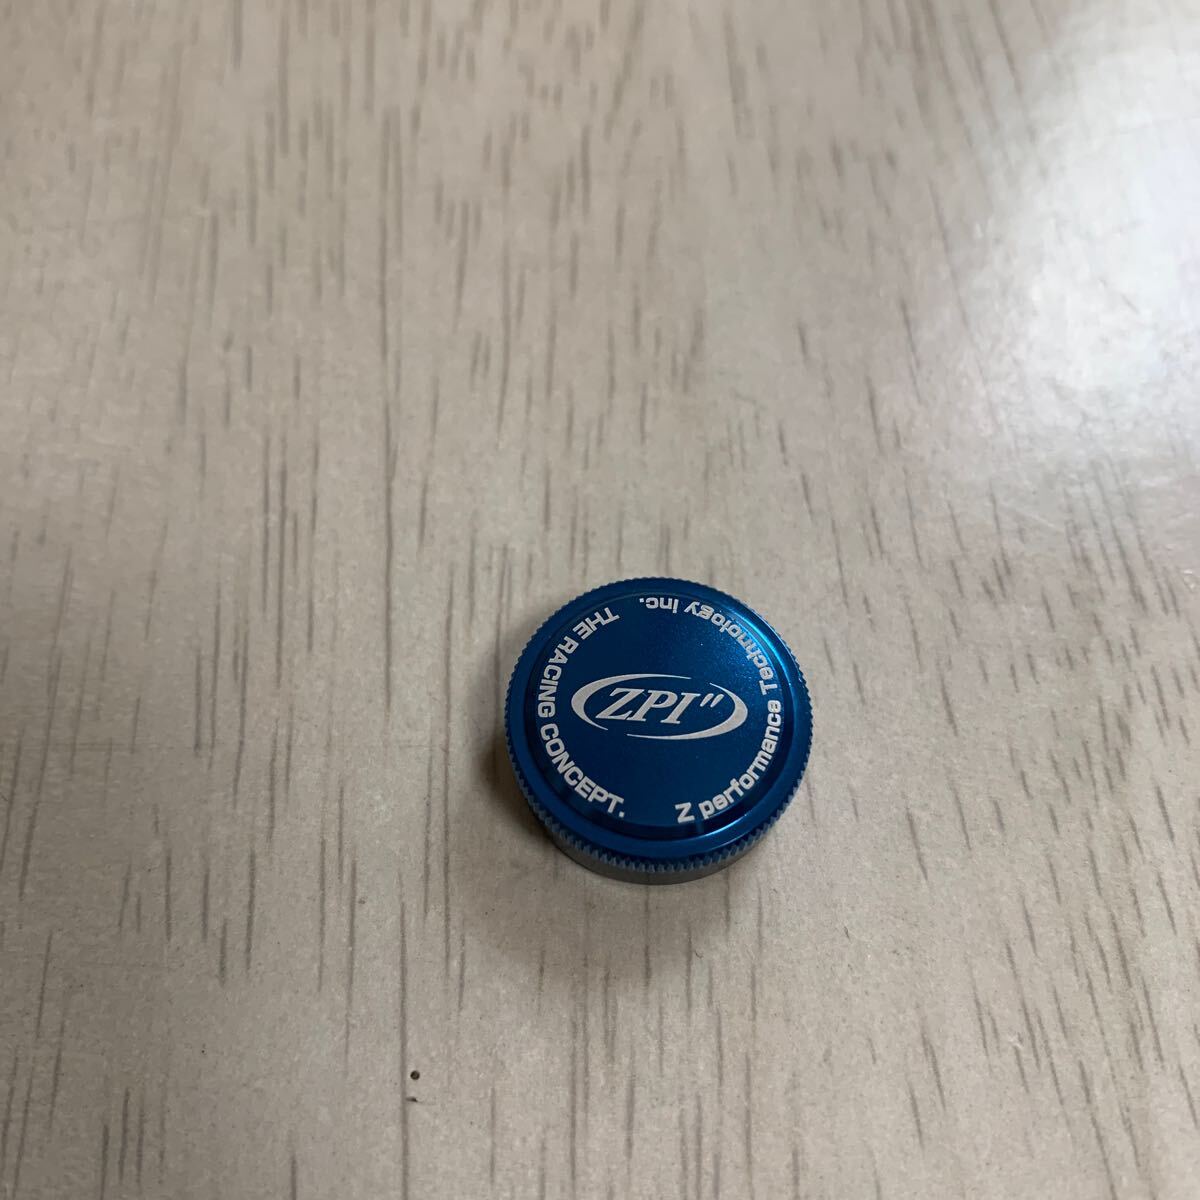 ZPI"
THE RACING CONCEPT.
Z performance Technology inc.